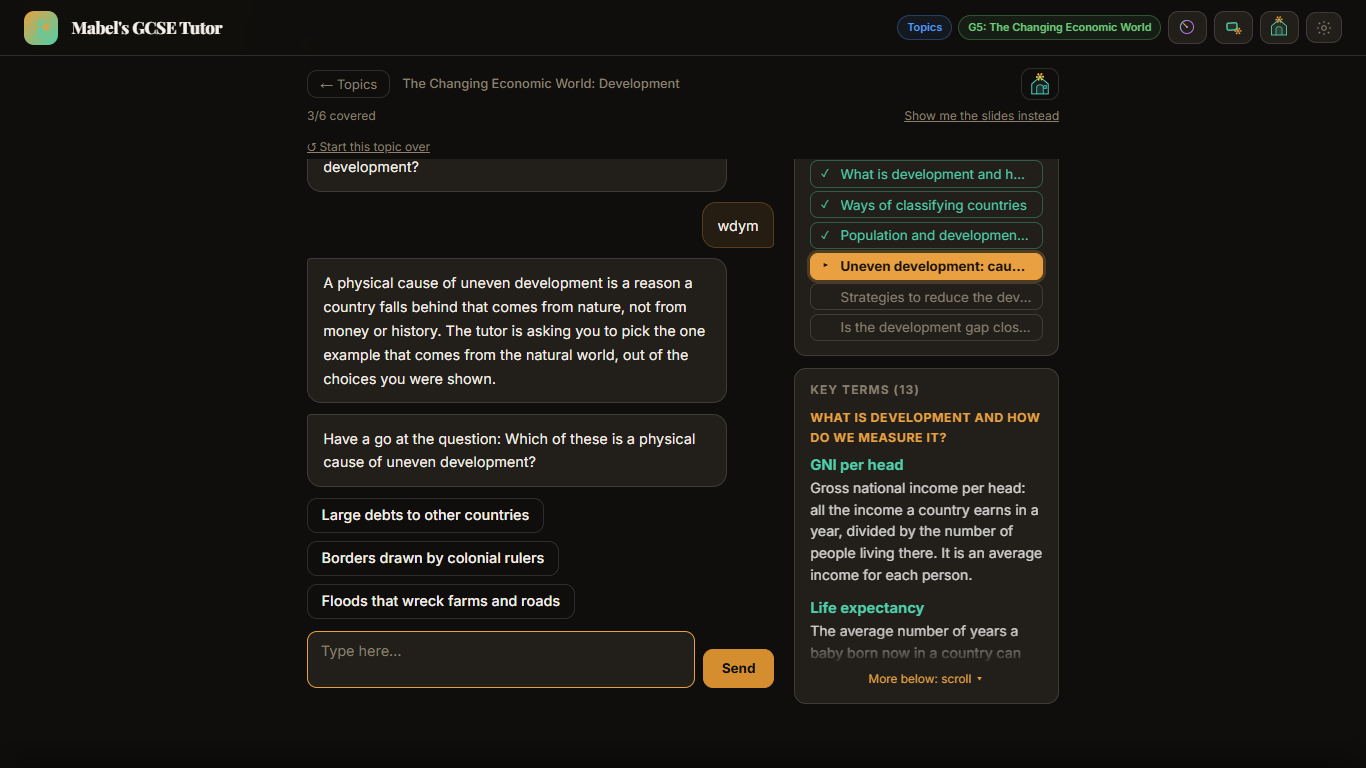 Mabel's GCSE Tutor
Topics
G5: The Changing Economic World
← Topics
The Changing Economic World: Development
3/6 covered
Show me the slides instead
↺ Start this topic over
development?
wdym
A physical cause of uneven development is a reason a
country falls behind that comes from nature, not from
money or history. The tutor is asking you to pick the one
example that comes from the natural world, out of the
choices you were shown.
Have a go at the question: Which of these is a physical
cause of uneven development?
Large debts to other countries
Borders drawn by colonial rulers
Floods that wreck farms and roads
Type here...
Send
✓ What is development and h...
✓ Ways of classifying countries
✓ Population and developmen...
▸ Uneven development: cau...
Strategies to reduce the dev...
Is the development gap clos...
KEY TERMS (13)
WHAT IS DEVELOPMENT AND HOW
DO WE MEASURE IT?
GNI per head
Gross national income per head:
all the income a country earns in a
year, divided by the number of
people living there. It is an average
income for each person.
Life expectancy
The average number of years a
baby born now in a country can
More below: scroll ▾